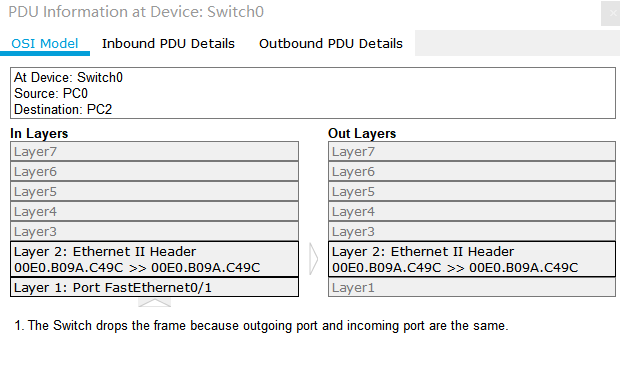 PDU Information at Device: Switch0
OSI Model Inbound PDU Details Outbound PDU Details
At Device: Switch0
Source: PC0
Destination: PC2
In Layers
Layer7
Layer6
Layer5
Layer4
Layer3
Layer 2: Ethernet II Header
00E0.B09A.C49C >> 00E0.B09A.C49C
Layer 1: Port FastEthernet0/1
Out Layers
Layer7
Layer6
Layer5
Layer4
Layer3
Layer 2: Ethernet II Header
00E0.B09A.C49C >> 00E0.B09A.C49C
Layer1
1. The Switch drops the frame because outgoing port and incoming port are the same.